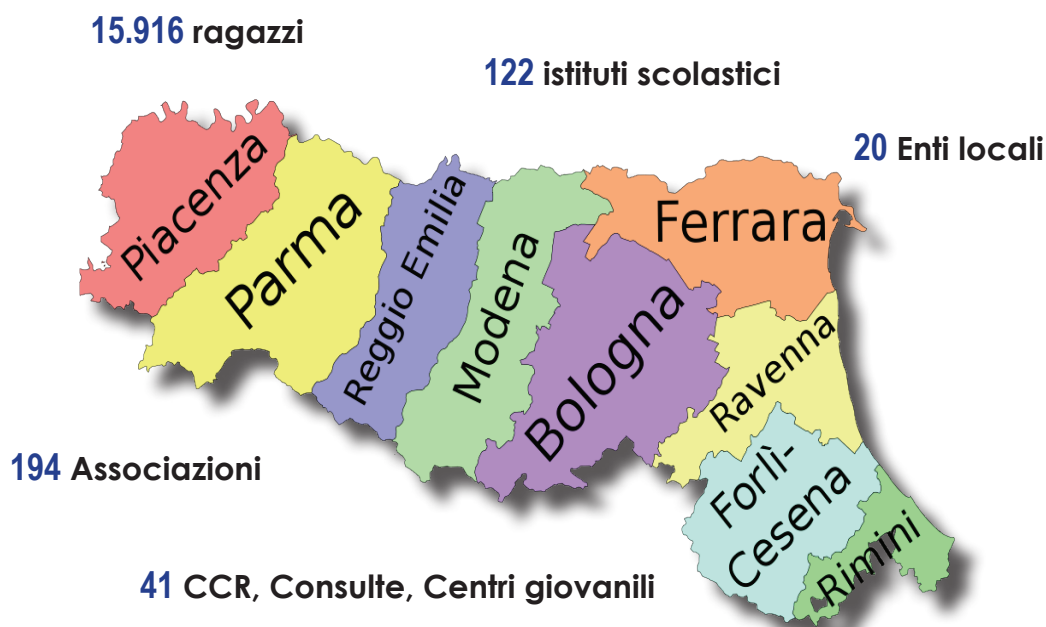 15.916 ragazzi
122 istituti scolastici
20 Enti locali
Piacenza
Parma
Reggio Emilia
Modena
Bologna
Ferrara
Ravenna
Forlì-
Cesena
Rimini
194 Associazioni
41 CCR, Consulte, Centri giovanili